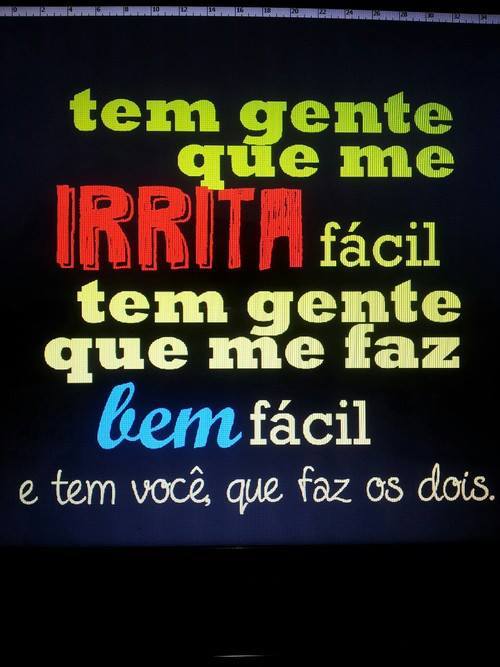 tem gente
que me
IRRITA fácil
tem gente
que me faz
bem fácil
e tem você, que faz os dois.